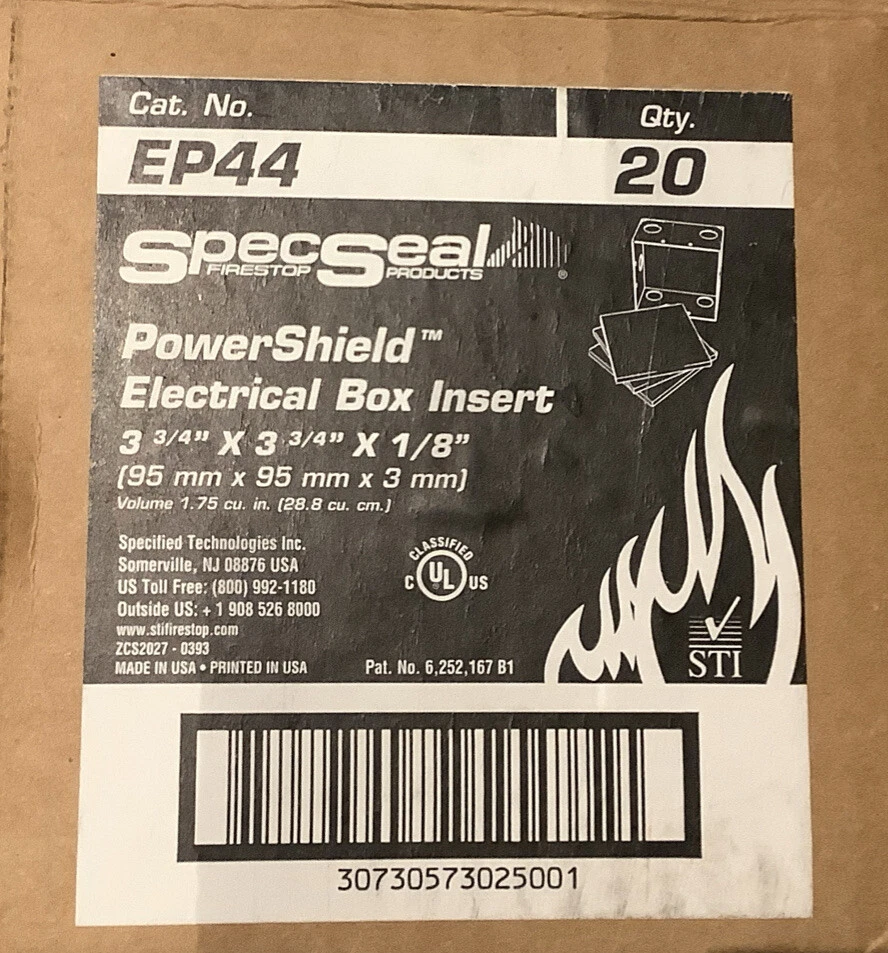 Cat. No. Qty.
EP44 20
SpecSeal®
FIRESTOP PRODUCTS
PowerShield™
Electrical Box Insert
3 3/4” X 3 3/4” X 1/8”
(95 mm x 95 mm x 3 mm)
Volume 1.75 cu. in. (28.8 cu. cm.)
Specified Technologies Inc.
Somerville, NJ 08876 USA
US Toll Free: (800) 992-1180
Outside US: + 1 908 526 8000
www.stifirestop.com
ZCS2027 - 0393
MADE IN USA • PRINTED IN USA
CLASSIFIED
C UL US
Pat. No. 6,252,167 B1
STI
30730573025001